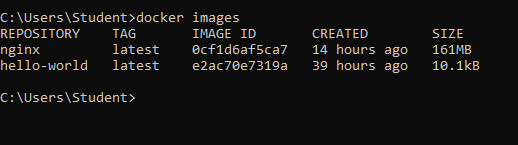 C:\Users\Student>docker images
REPOSITORY    TAG       IMAGE ID       CREATED        SIZE
nginx         latest    0cf1d6af5ca7   14 hours ago   161MB
hello-world   latest    e2ac70e7319a   39 hours ago   10.1kB
C:\Users\Student>